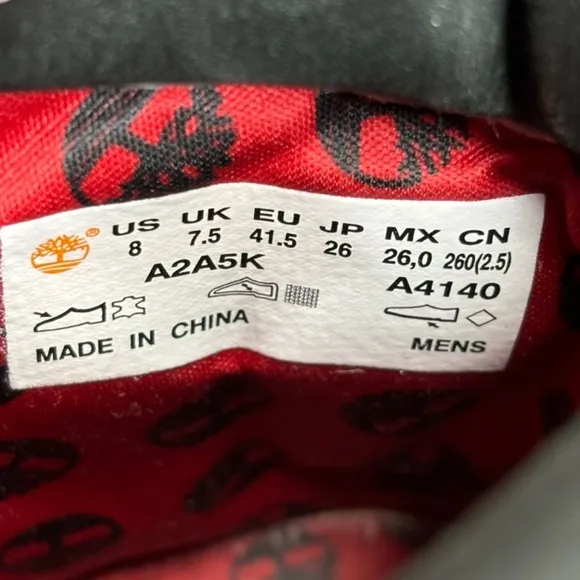 ®
US UK EU JP MX CN
8 7.5 41.5 26 26,0 260(2.5)
A2A5K A4140
MADE IN CHINA MENS